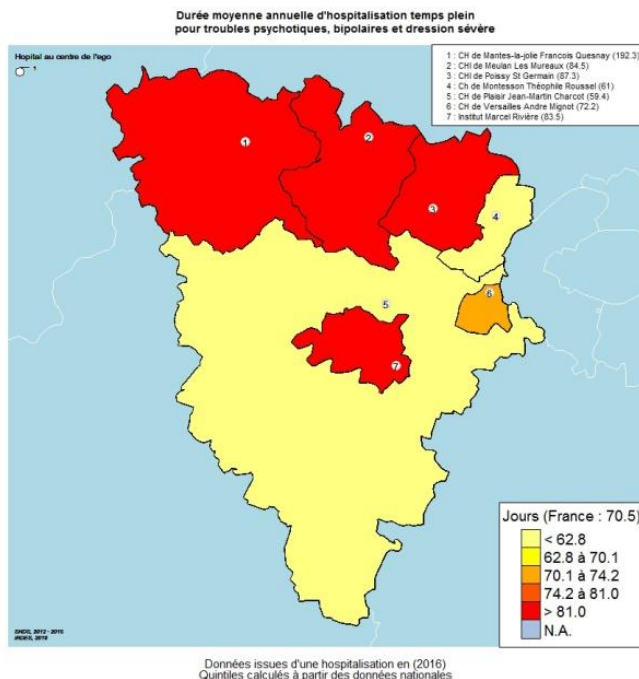 Durée moyenne annuelle d'hospitalisation temps plein
pour troubles psychotiques, bipolaires et dression sévère
Hopital au centre de l'ego
1
1 : CH de Mantes-la-jolie Francois Quesnay (192.3)
2 : CHI de Meulan Les Mureaux (84.5)
3 : CHI de Poissy St Germain (87.3)
4 : Ch de Montesson Théophile Roussel (61)
5 : CH de Plaisir Jean-Martin Charcot (59.4)
6 : CH de Versailles Andre Mignot (72.2)
7 : Institut Marcel Rivière (83.5)
1
2
3
4
5
6
7
Jours (France : 70.5)
< 62.8
62.8 à 70.1
70.1 à 74.2
74.2 à 81.0
> 81.0
N.A.
Données issues d'une hospitalisation en (2016)
Quintiles calculés à partir des données nationales